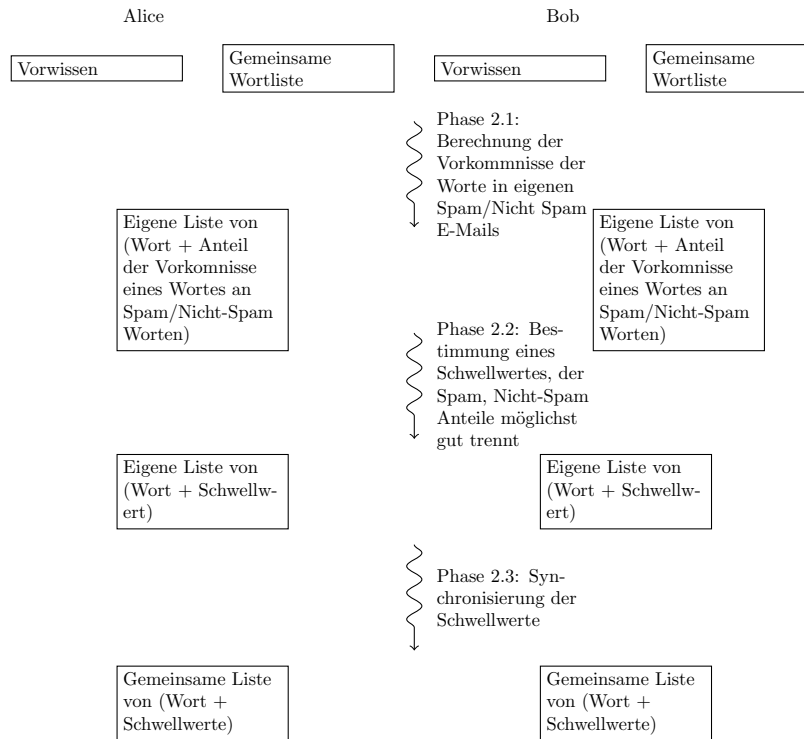 Alice
Bob
Vorwissen
Gemeinsame
Wortliste
Vorwissen
Gemeinsame
Wortliste
Phase 2.1:
Berechnung der
Vorkommnisse der
Worte in eigenen
Spam/Nicht Spam
E-Mails
Eigene Liste von
(Wort + Anteil
der Vorkomnisse
eines Wortes an
Spam/Nicht-Spam
Worten)
Eigene Liste von
(Wort + Anteil
der Vorkomnisse
eines Wortes an
Spam/Nicht-Spam
Worten)
Phase 2.2: Bes-
timmung eines
Schwellwertes, der
Spam, Nicht-Spam
Anteile möglichst
gut trennt
Eigene Liste von
(Wort + Schwellw-
ert)
Eigene Liste von
(Wort + Schwellw-
ert)
Phase 2.3: Syn-
chronisierung der
Schwellwerte
Gemeinsame Liste
von (Wort +
Schwellwerte)
Gemeinsame Liste
von (Wort +
Schwellwerte)